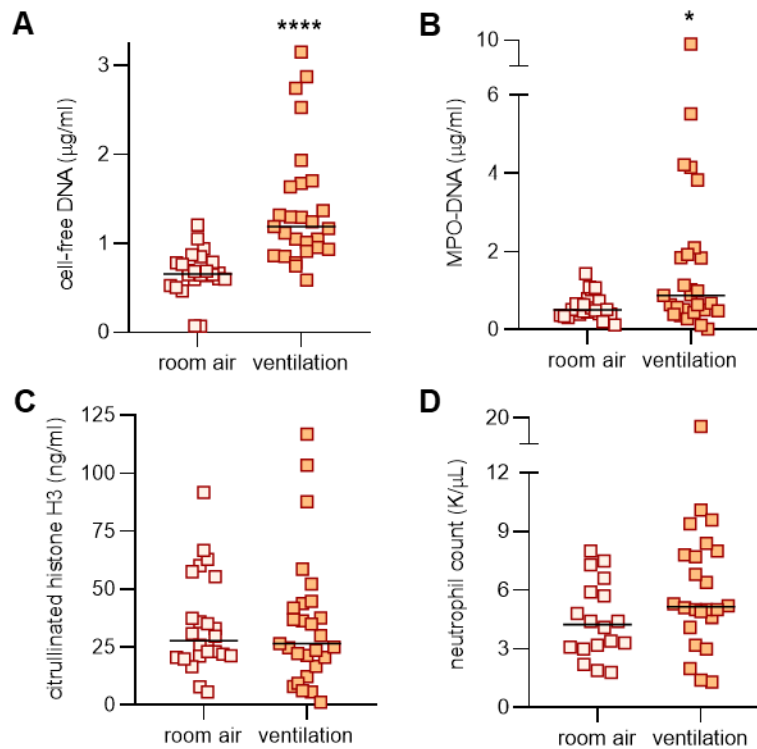 A
****
cell-free DNA (μg/ml)
3
2
1
0
room air
ventilation
B
*
MPO-DNA (μg/ml)
10
6
4
2
0
room air
ventilation
C
citrullinated histone H3 (ng/ml)
125
100
75
50
25
0
room air
ventilation
D
neutrophil count (K/μL)
20
12
9
6
3
0
room air
ventilation